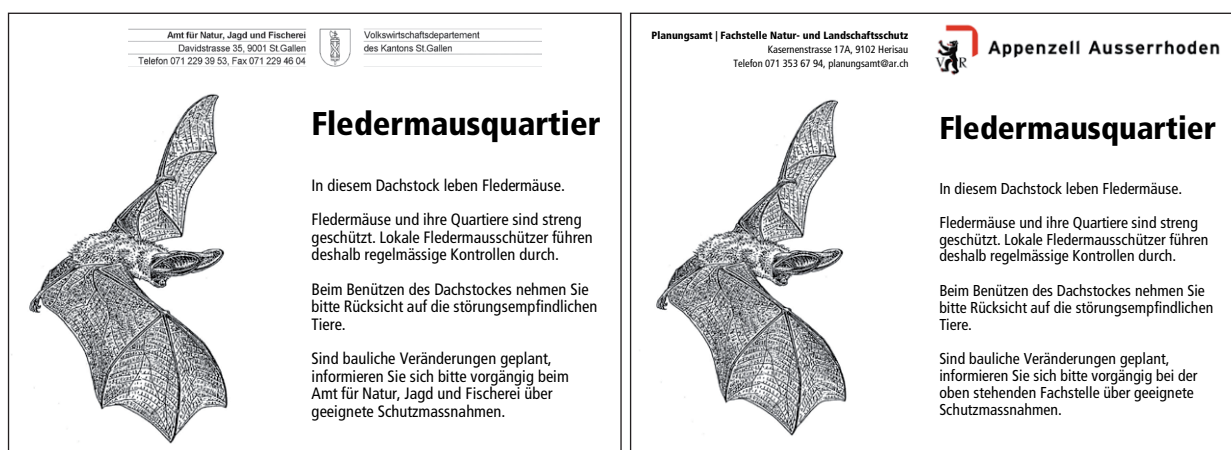 Amt für Natur, Jagd und Fischerei
Davidstrasse 35, 9001 St.Gallen
Telefon 071 229 39 53, Fax 071 229 46 04
Volkswirtschaftsdepartement
des Kantons St.Gallen
Fledermausquartier
In diesem Dachstock leben Fledermäuse.
Fledermäuse und ihre Quartiere sind streng
geschützt. Lokale Fledermausschützer führen
deshalb regelmässige Kontrollen durch.
Beim Benützen des Dachstockes nehmen Sie
bitte Rücksicht auf die störungsempfindlichen
Tiere.
Sind bauliche Veränderungen geplant,
informieren Sie sich bitte vorgängig beim
Amt für Natur, Jagd und Fischerei über
geeignete Schutzmassnahmen.
Planungsamt | Fachstelle Natur- und Landschaftsschutz
Kasernenstrasse 17A, 9102 Herisau
Telefon 071 353 67 94, planungsamt@ar.ch
VR
Appenzell Ausserrhoden
Fledermausquartier
In diesem Dachstock leben Fledermäuse.
Fledermäuse und ihre Quartiere sind streng
geschützt. Lokale Fledermausschützer führen
deshalb regelmässige Kontrollen durch.
Beim Benützen des Dachstockes nehmen Sie
bitte Rücksicht auf die störungsempfindlichen
Tiere.
Sind bauliche Veränderungen geplant,
informieren Sie sich bitte vorgängig bei der
oben stehenden Fachstelle über geeignete
Schutzmassnahmen.